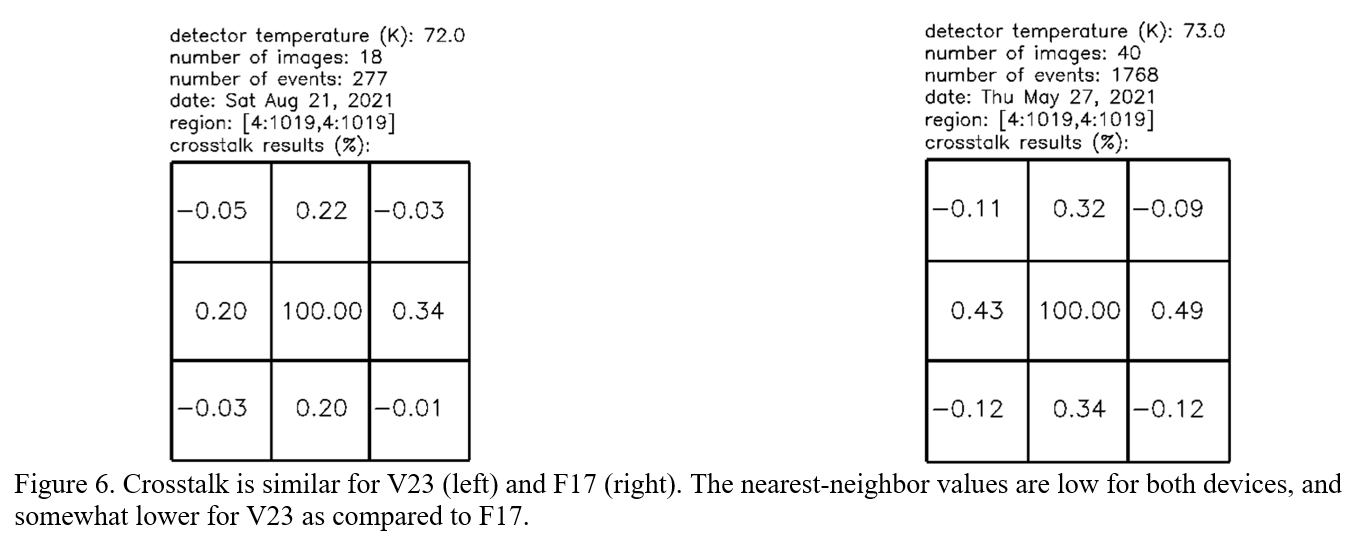 detector temperature (K): 72.0
number of images: 18
number of events: 277
date: Sat Aug 21, 2021
region: [4:1019,4:1019]
crosstalk results (%):
−0.05 0.22 −0.03
0.20 100.00 0.34
−0.03 0.20 −0.01
detector temperature (K): 73.0
number of images: 40
number of events: 1768
date: Thu May 27, 2021
region: [4:1019,4:1019]
crosstalk results (%):
−0.11 0.32 −0.09
0.43 100.00 0.49
−0.12 0.34 −0.12
Figure 6. Crosstalk is similar for V23 (left) and F17 (right). The nearest-neighbor values are low for both devices, and
somewhat lower for V23 as compared to F17.